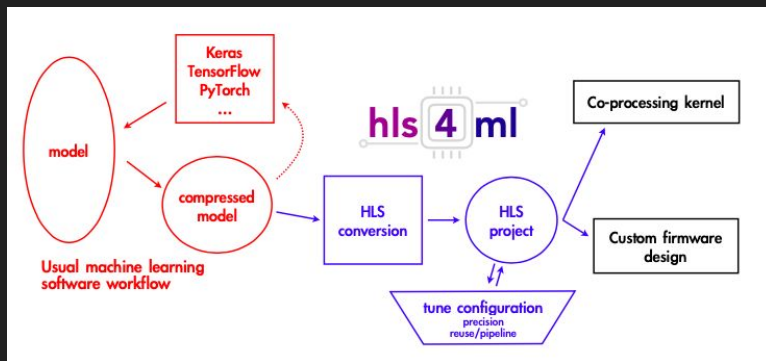 Keras
TensorFlow
PyTorch
...
hls 4 ml
Co-processing kernel
model
compressed
model
HLS
conversion
HLS
project
Custom firmware
design
Usual machine learning
software workflow
tune configuration
precision
reuse/pipeline